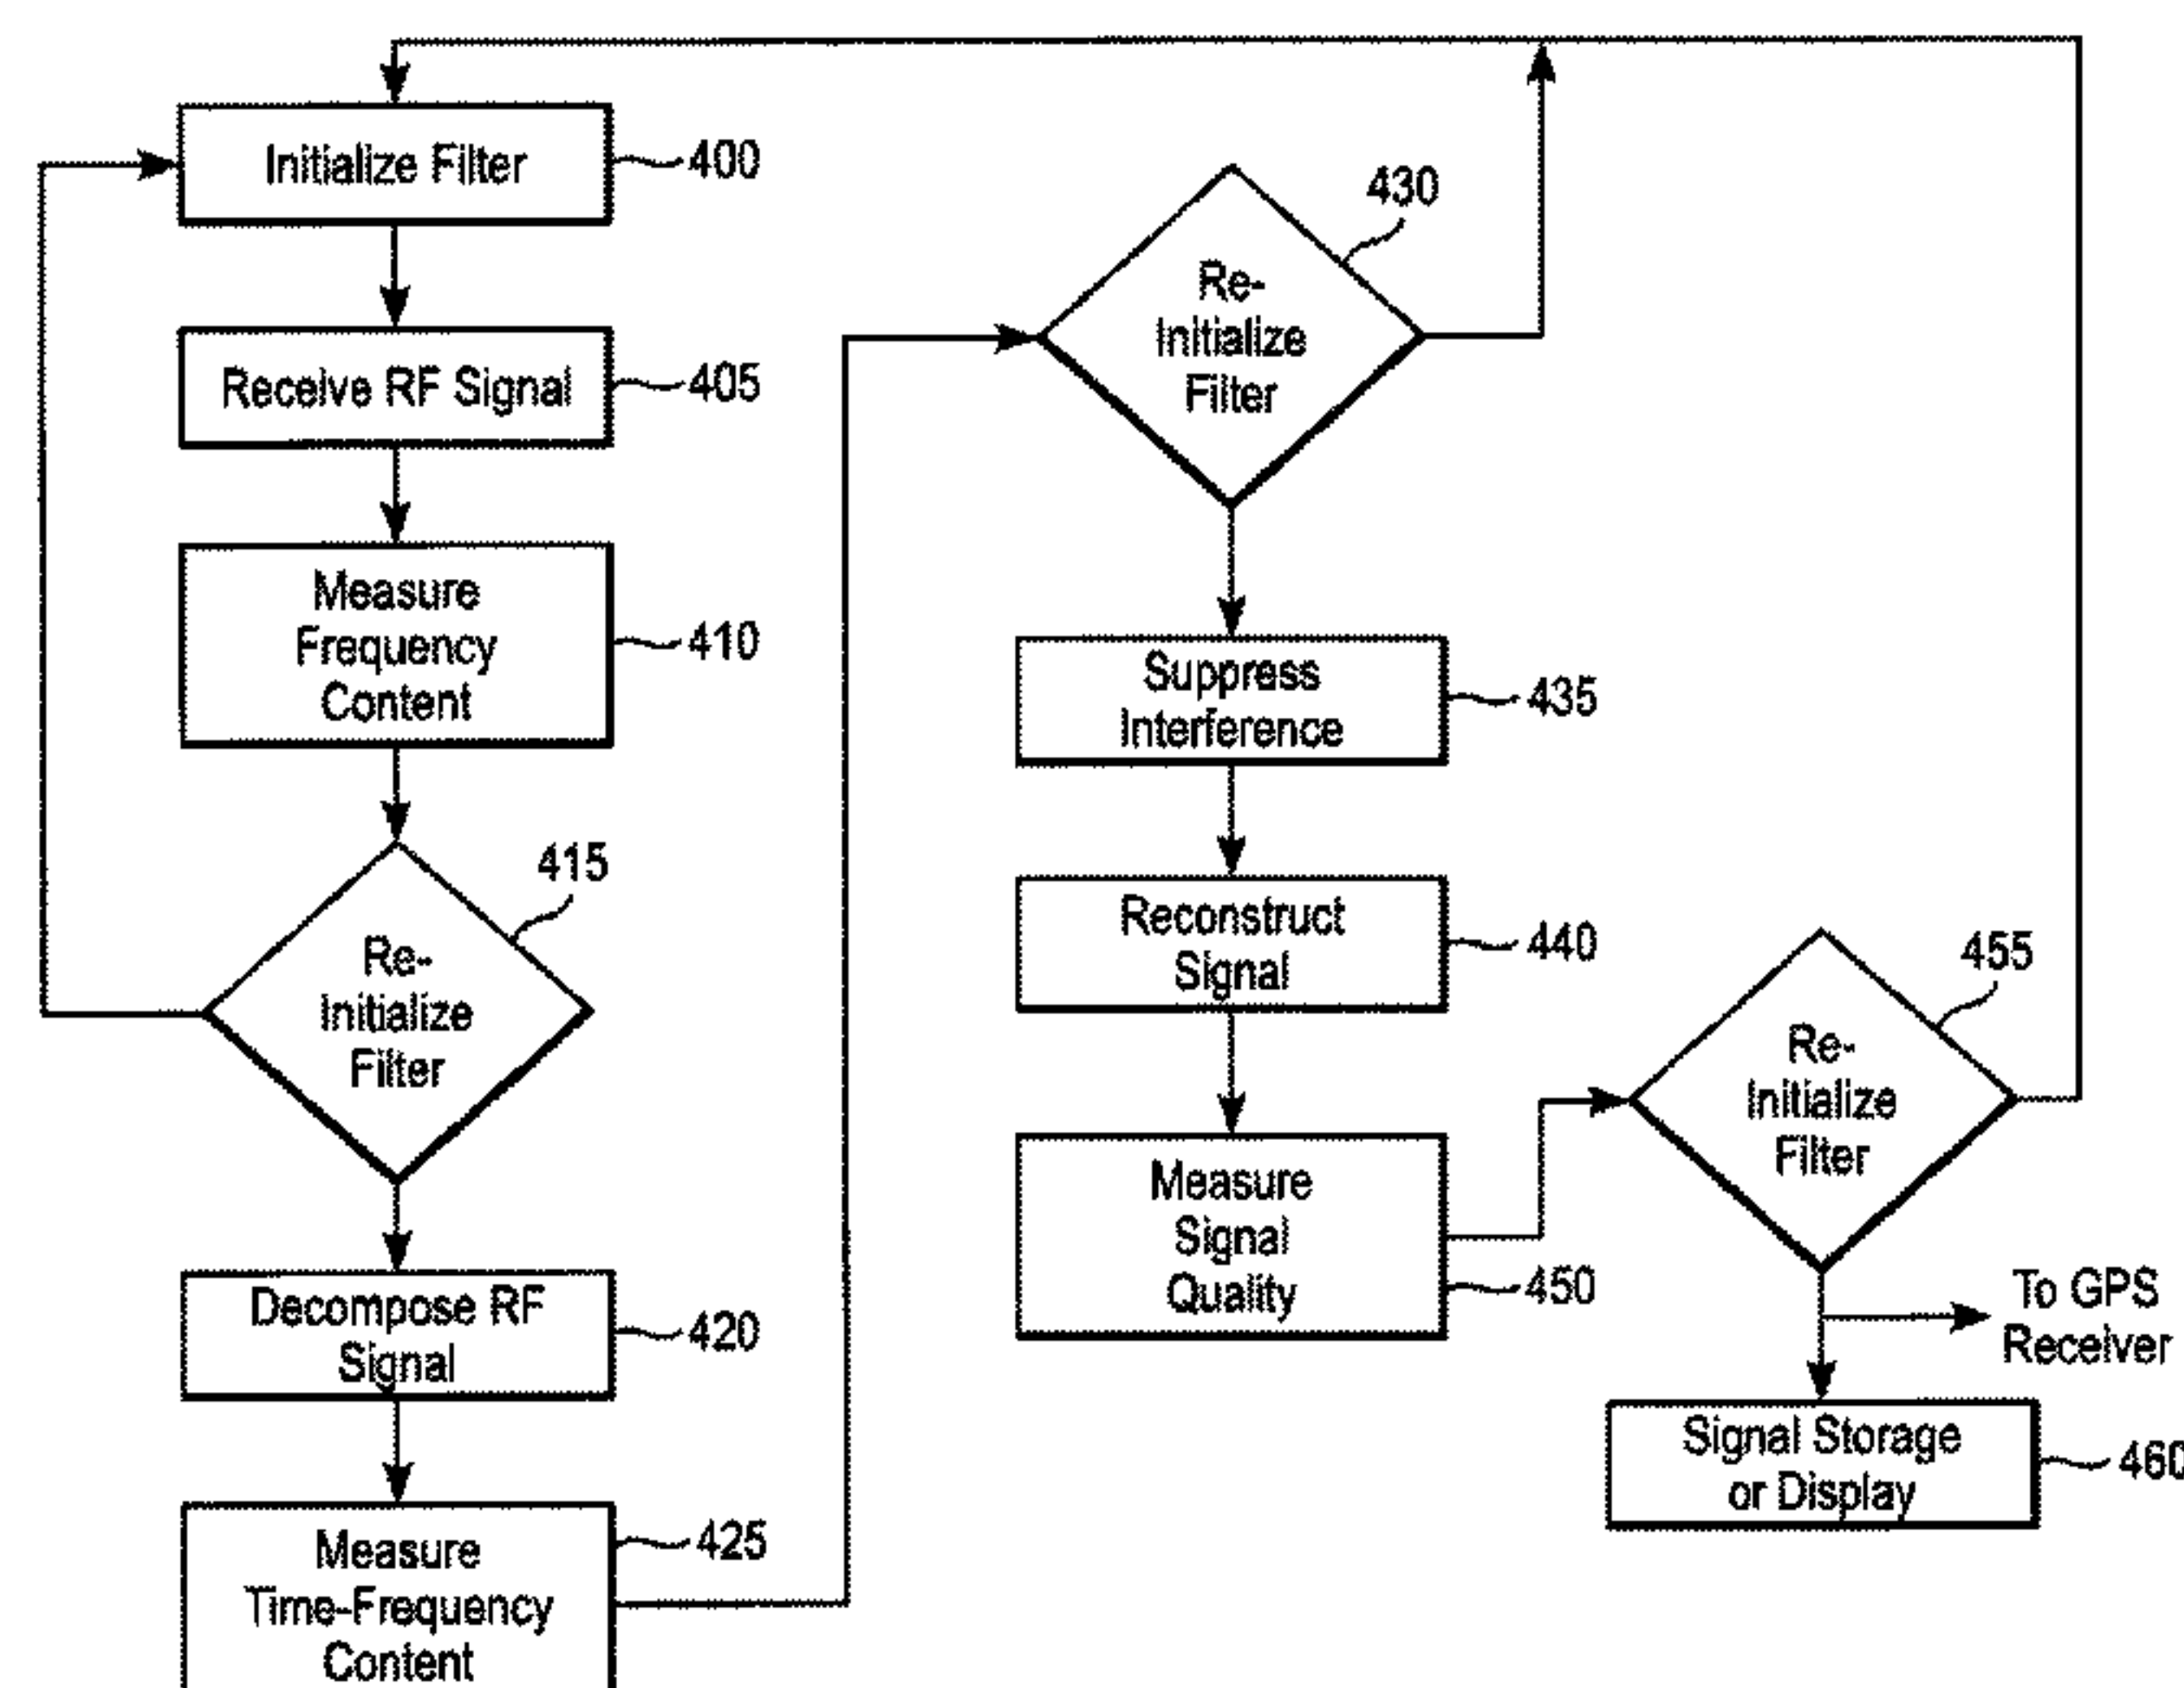 Initialize Filter
400
Receive RF Signal
405
Measure
Frequency
Content
410
415
Re-
Initialize
Filter
Decompose RF
Signal
420
Measure
Time-Frequency
Content
425
430
Re-
Initialize
Filter
Suppress
Interference
435
Reconstruct
Signal
440
Measure
Signal
Quality
450
455
Re-
Initialize
Filter
To GPS
Receiver
Signal Storage
or Display
460